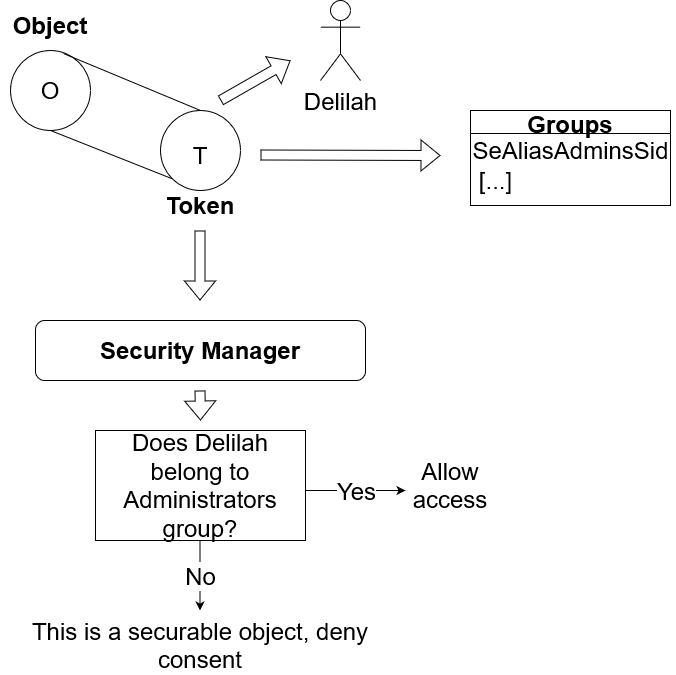 Object
O
Delilah
T
Token
Groups
SeAliasAdminsSid
[...]
Security Manager
Does Delilah
belong to
Administrators
group?
Yes
Allow
access
No
This is a securable object, deny
consent